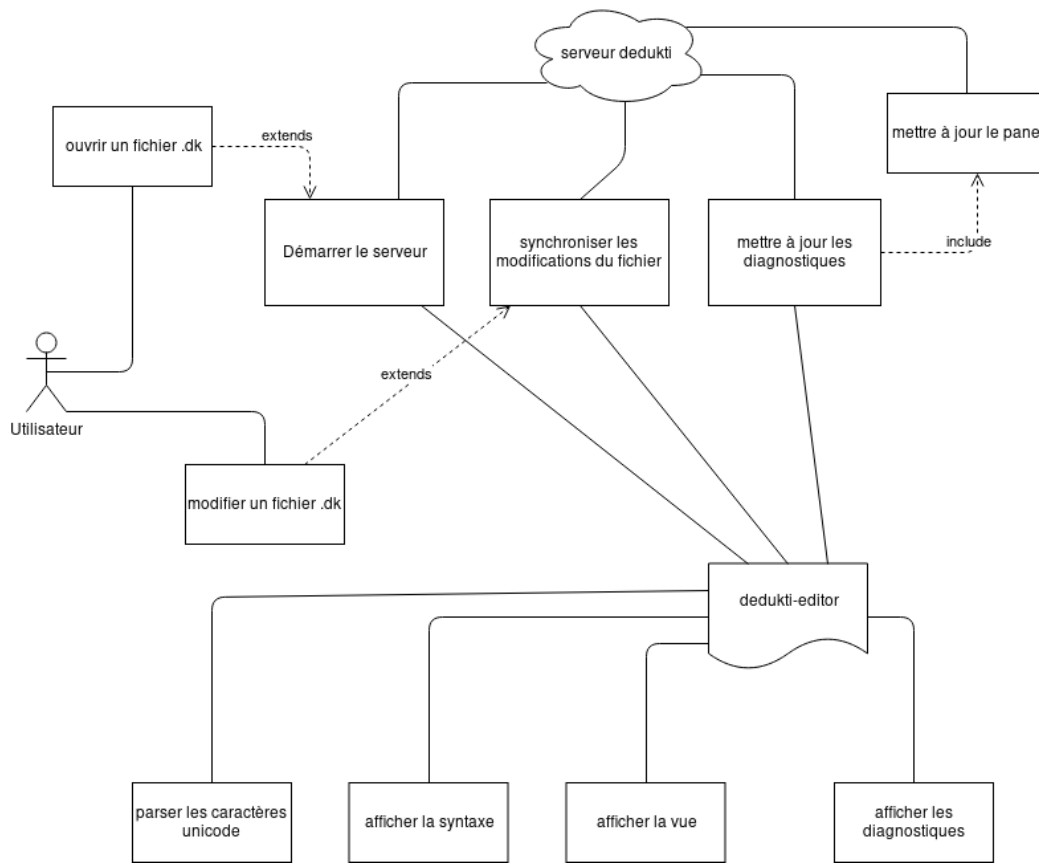 serveur dedukti
ouvrir un fichier .dk
extends
mettre à jour le pane
Démarrer le serveur
synchroniser les
modifications du fichier
mettre à jour les
diagnostiques
include
extends
Utilisateur
modifier un fichier .dk
dedukti-editor
parser les caractères
unicode
afficher la syntaxe
afficher la vue
afficher les
diagnostiques